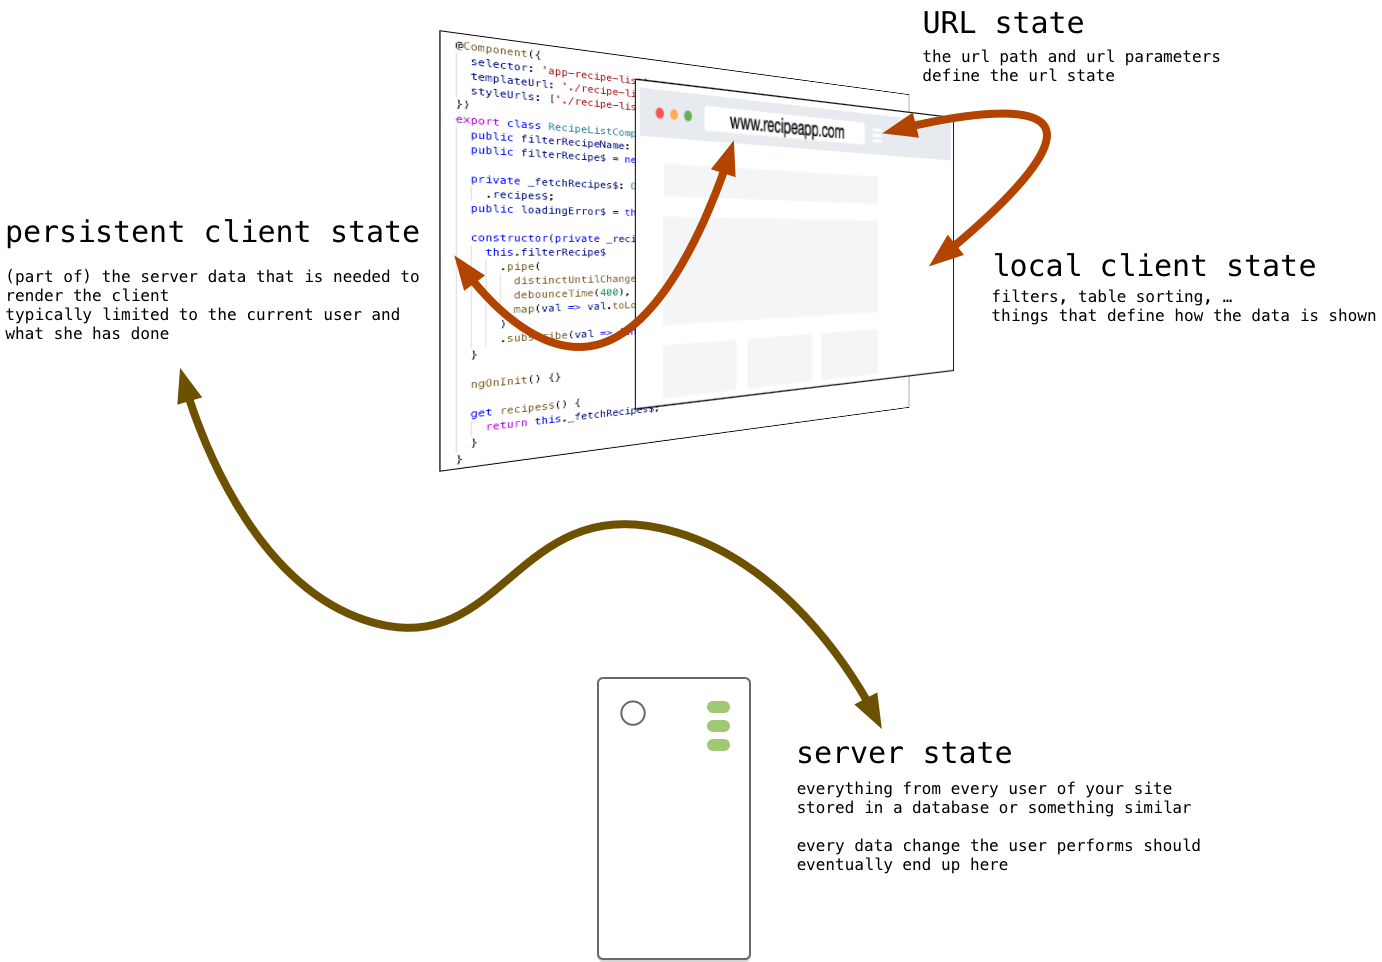 URL state
the url path and url parameters
define the url state
@Component({
selector: 'app-recipe-lis
templateUrl: './recipe-li
styleUrls: ['./recipe-lis
})
export class RecipeListComp
public filterRecipeName:
public filterRecipe$ = ne
private _fetchRecipes$:
.recipes$;
public loadingError$ = th
constructor(private _reci
this.filterRecipe$
.pipe(
distinctUntilChange
debounceTime(400),
map(val => val.toLo
)
.subscribe(val =>
}
ngOnInit() {}
get recipes$() {
return this._fetchRecipes$;
}
}
www.recipeapp.com
persistent client state
(part of) the server data that is needed to
render the client
typically limited to the current user and
what she has done
local client state
filters, table sorting, …
things that define how the data is shown
server state
everything from every user of your site
stored in a database or something similar
every data change the user performs should
eventually end up here